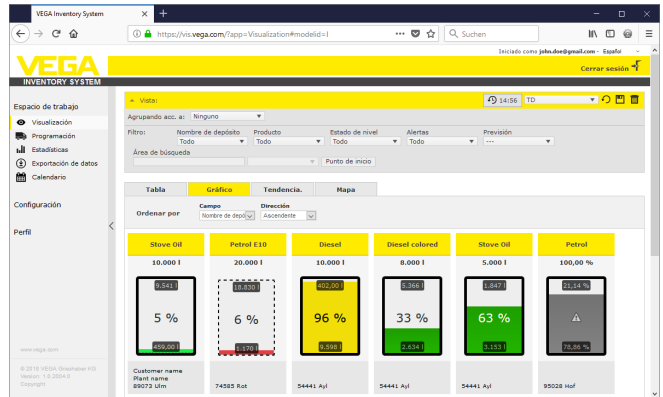 VEGA Inventory System
https://vis.vega.com/?app=Visualization#modelid=1
Suchen
Iniciado como john.doe@gmail.com - Español
VEGA
INVENTORY SYSTEM
Cerrar sesión
Espacio de trabajo
Visualización
Programación
Estadísticas
Exportación de datos
Calendario
Configuración
Perfil
www.vega.com
© 2018 VEGA Grieshaber KG
Copyright
Vista:
14:56
TD
Agrupando acc. a: Ninguno
Filtro: Nombre de depósito Producto Estado de nivel Alertas Previsión
Todo Todo Todo Todo ---
Área de búsqueda
Punto de inicio
Tabla Gráfico Tendencia. Mapa
Campo Dirección
Ordenar por Nombre de depó Ascendente
Stove Oil Petrol E10 Diesel Diesel colored Stove Oil Petrol
10.000 l 20.000 l 10.000 l 8.000 l 5.000 l 100,00 %
9.541 l 18.830 l 402,00 l 5.366 l 1.847 l 21,14 %
5 % 6 % 96 % 33 % 63 %
459,00 l 1.170 l 9.598 l 2.634 l 3.153 l 78,86 %
Customer name
Plant name
89073 Ulm 74585 Rot 54441 Ayl 54441 Ayl 54441 Ayl 95028 Hof